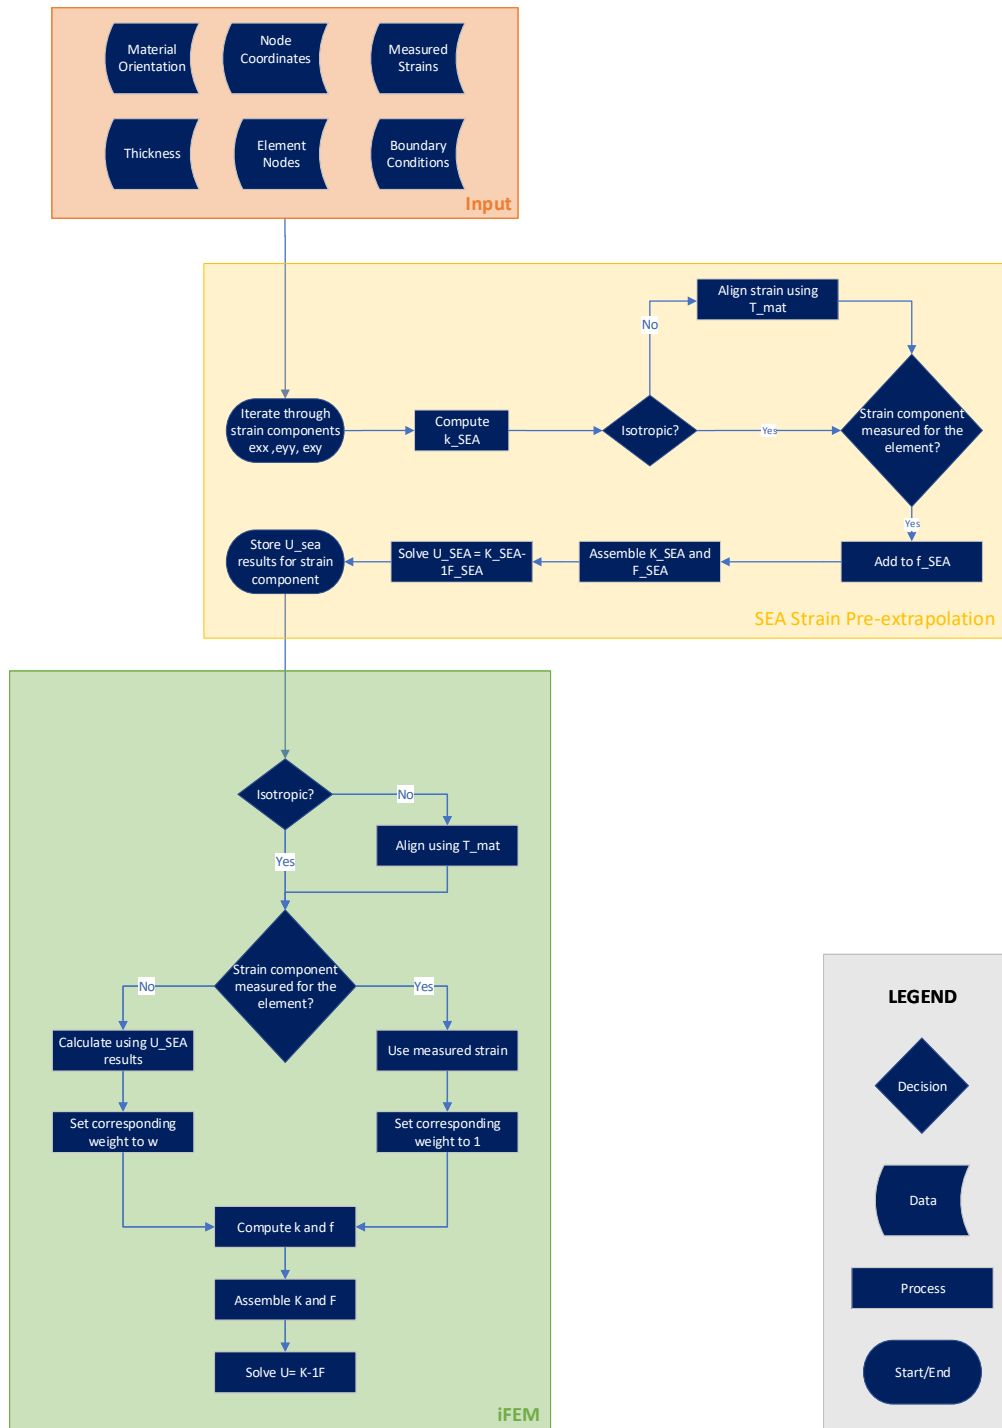 Material
Orientation
Node
Coordinates
Measured
Strains
Thickness
Element
Nodes
Boundary
Conditions
Input
Align strain using
T_mat
No
Iterate through
strain components
exx ,eyy, exy
Compute
k_SEA
Isotropic?
Yes
Strain component
measured for the
element?
Yes
Store U_sea
results for strain
component
Solve U_SEA = K_SEA-
1F_SEA
Assemble K_SEA and
F_SEA
Add to f_SEA
SEA Strain Pre-extrapolation
Isotropic?
No
Align using T_mat
Yes
Strain component
measured for the
element?
No
Yes
Calculate using U_SEA
results
Use measured strain
Set corresponding
weight to w
Set corresponding
weight to 1
Compute k and f
Assemble K and F
Solve U= K-1F
iFEM
LEGEND
Decision
Data
Process
Start/End